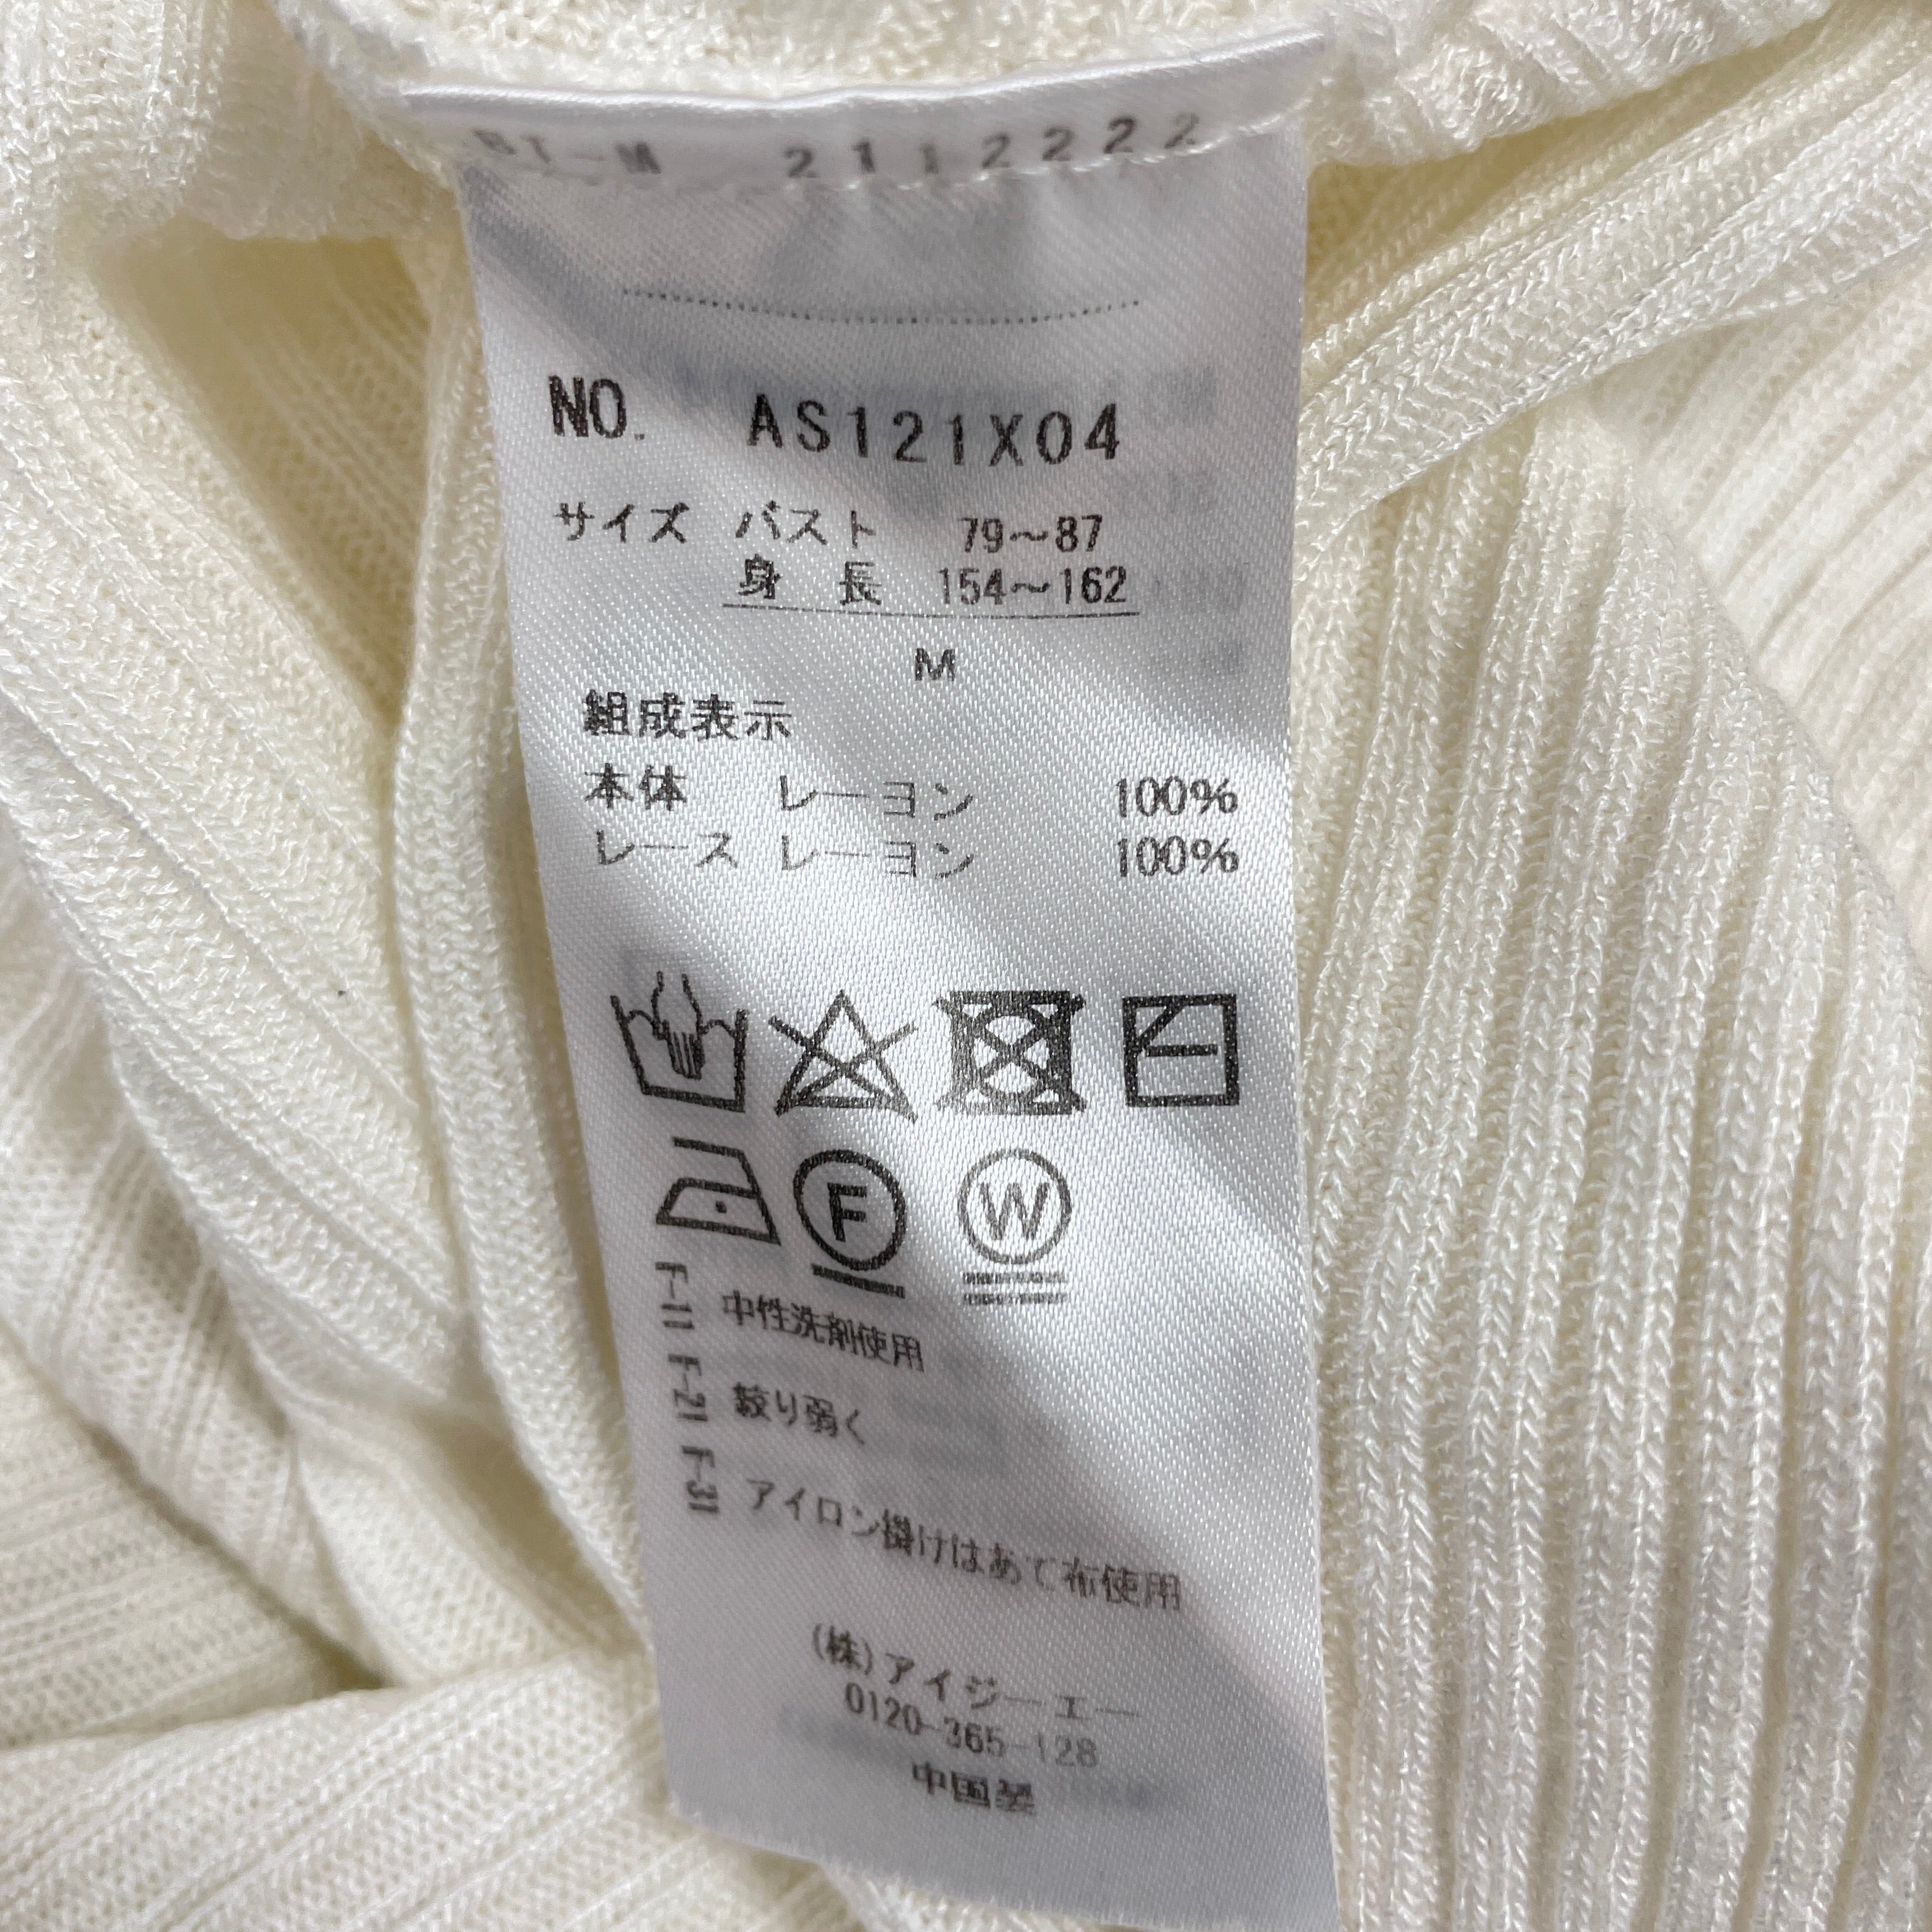 BT-M 2112222
NO. AS121X04
サイズ バスト 79～87
身長 154～162
M
組成表示
本体 レーヨン 100%
レース レーヨン 100%
F W
F-11 中性洗剤使用
F-21 絞り弱く
F-31 アイロン掛けはあて布使用
(株)アイジーエー
0120-365-128
中国製